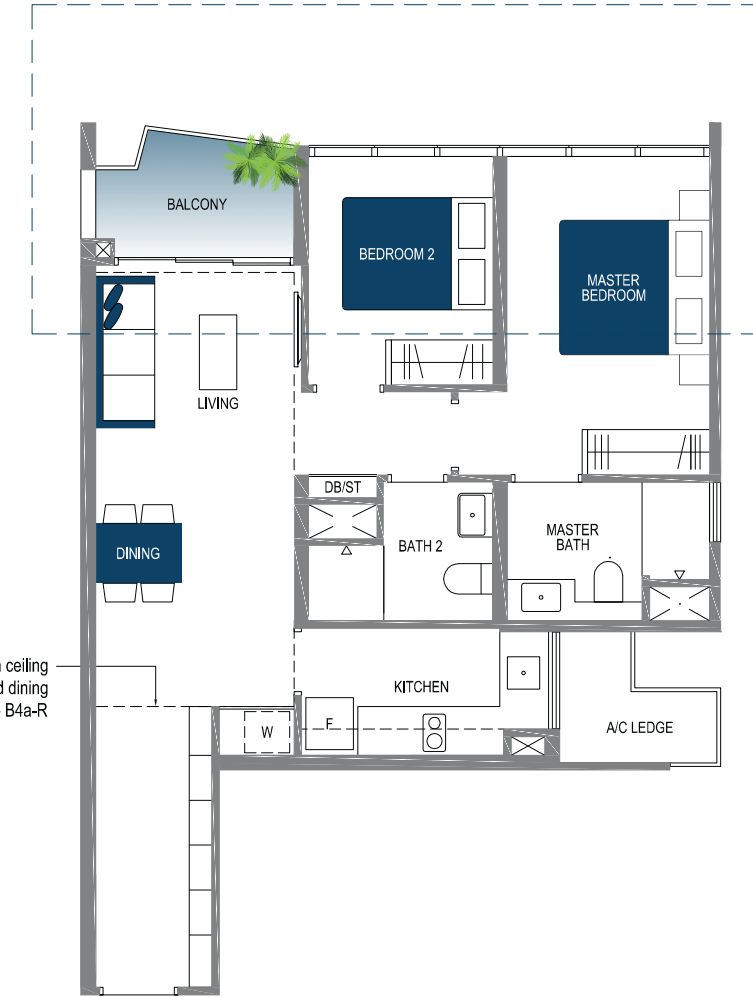 BALCONY
BEDROOM 2
MASTER
BEDROOM
LIVING
DB/ST
DINING
BATH 2
MASTER
BATH
ceiling
dining
B4a-R
KITCHEN
F
W
A/C LEDGE